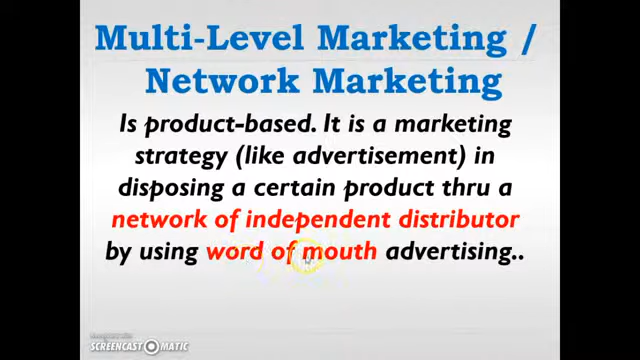 Multi-Level Marketing /
Network Marketing
Is product-based. It is a marketing
strategy (like advertisement) in
disposing a certain product thru a
network of independent distributor
by using word of mouth advertising..
SCREENCAST MATIC